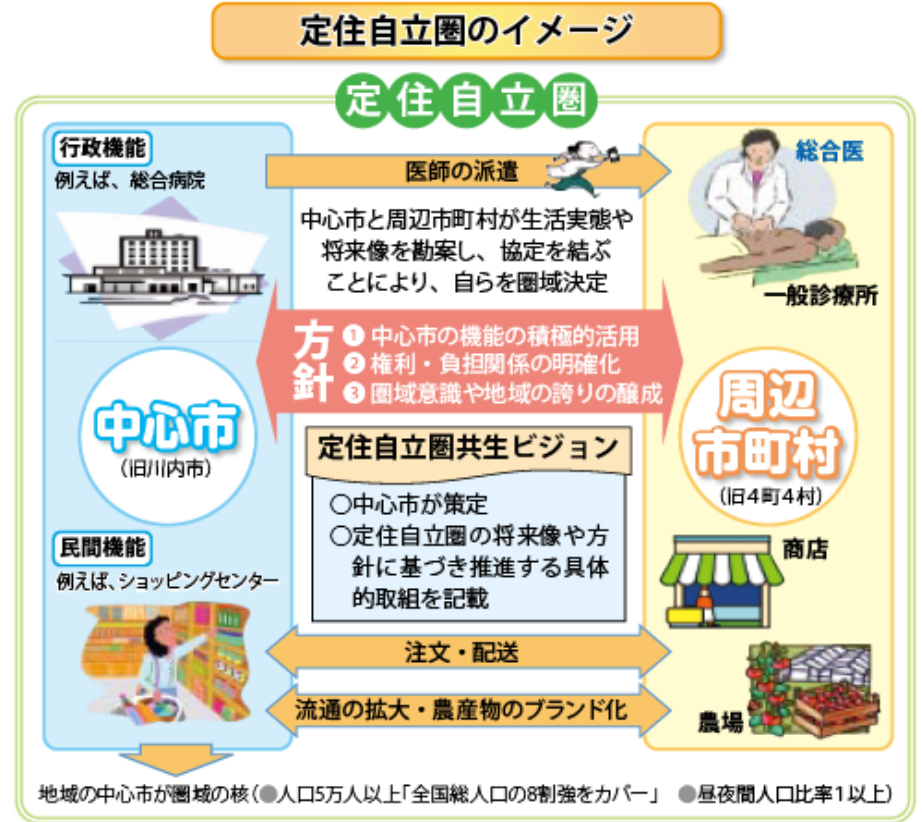 定住自立圏のイメージ
定住自立圏
行政機能
例えば、総合病院
医師の派遣
総合医
一般診療所
中心市と周辺市町村が生活実態や
将来像を勘案し、協定を結ぶ
ことにより、自らを圏域決定
方針
❶ 中心市の機能の積極的活用
❷ 権利・負担関係の明確化
❸ 圏域意識や地域の誇りの醸成
中心市
（旧川内市）
周辺
市町村
（旧4町4村）
定住自立圏共生ビジョン
○中心市が策定
○定住自立圏の将来像や方
針に基づき推進する具体
的取組を記載
民間機能
例えば、ショッピングセンター
商店
注文・配送
流通の拡大・農産物のブランド化
農場
地域の中心市が圏域の核（●人口5万人以上「全国総人口の8割強をカバー」 ●昼夜間人口比率1以上）